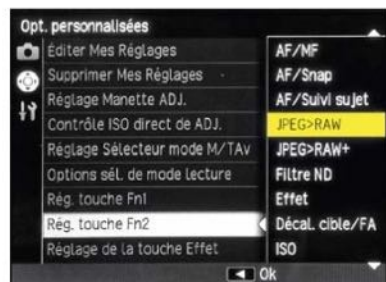 Opt. personnalisées
Éditer Mes Réglages
Supprimer Mes Réglages
Réglage Manette ADJ.
Contrôle ISO direct de ADJ.
Réglage Sélecteur mode M/TAv
Options sél. de mode lecture
Rég. touche Fn1
Rég. touche Fn2
Réglage de la touche Effet
AF/MF
AF/Snap
AF/Suivi sujet
JPEG>RAW
JPEG>RAW+
Filtre ND
Effet
Décal. cible/FA
ISO
Ok